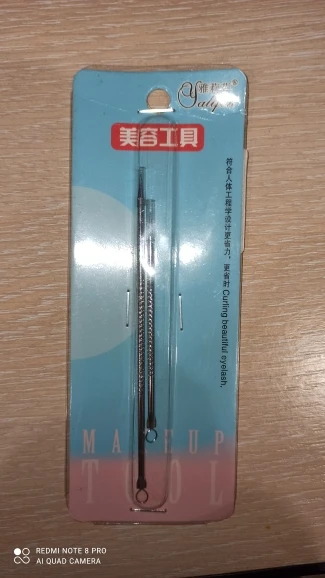 美容工具
符合人体工程学设计更省力，更省时 Curling beautiful eyelash.
MAKEUP
TOOL
REDMI NOTE 8 PRO
AI QUAD CAMERA